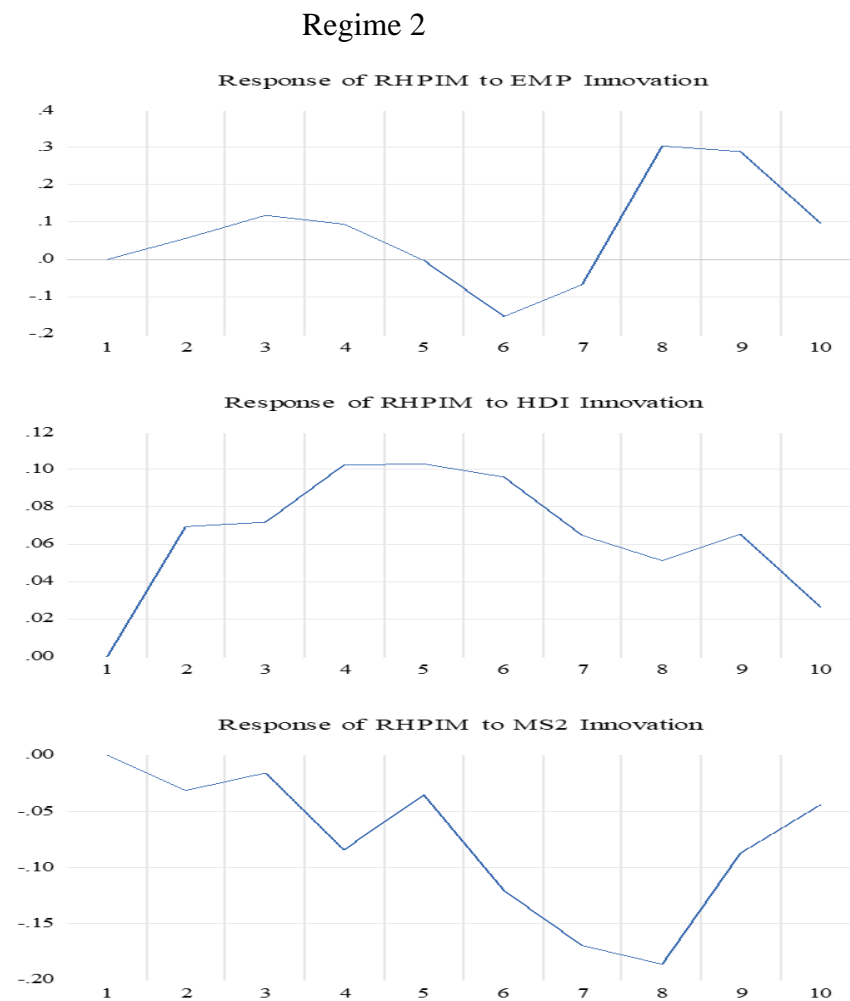 Regime 2
Response of RHPIM to EMP Innovation
.4
.3
.2
.1
.0
-.1
-.2
1 2 3 4 5 6 7 8 9 10
Response of RHPIM to HDI Innovation
.12
.10
.08
.06
.04
.02
.00
1 2 3 4 5 6 7 8 9 10
Response of RHPIM to MS2 Innovation
.00
-.05
-.10
-.15
-.20
1 2 3 4 5 6 7 8 9 10